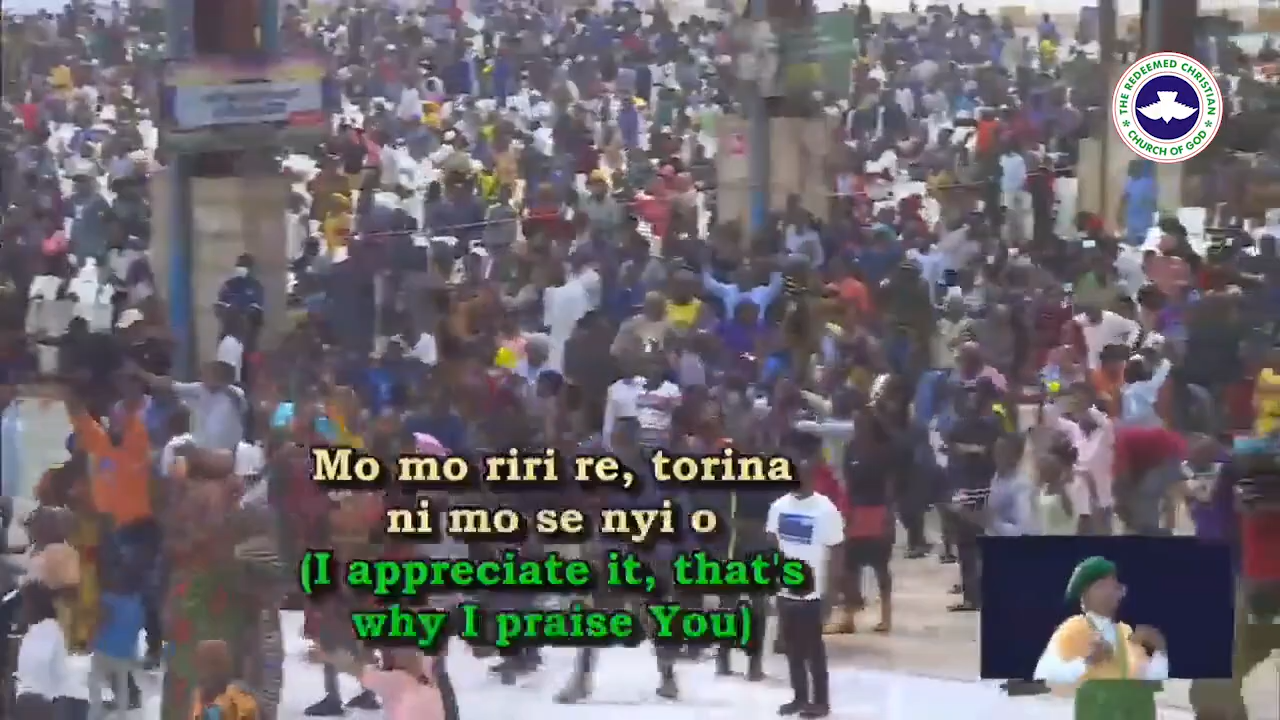 THE REDEEMED CHRISTIAN
CHURCH OF GOD
Mo mo riri re, torina
ni mo se nyi o
(I appreciate it, that's
why I praise You)